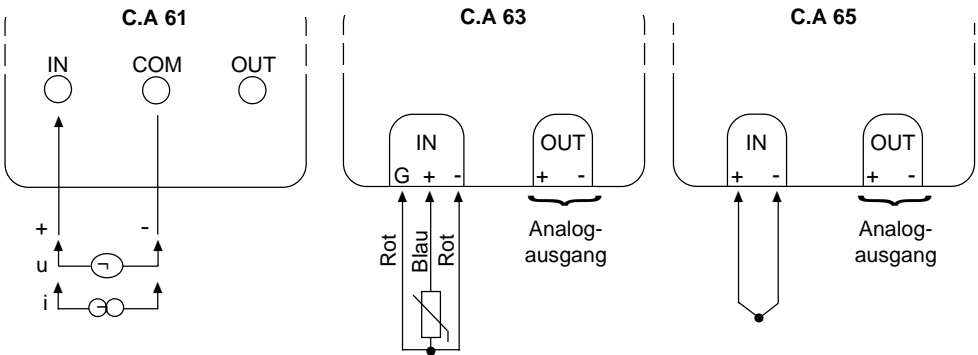 C.A 61
IN COM OUT
+ -
u
i
C.A 63
IN OUT
G + - + -
Rot Blau Rot
Analog-
ausgang
C.A 65
IN OUT
+ - + -
Analog-
ausgang